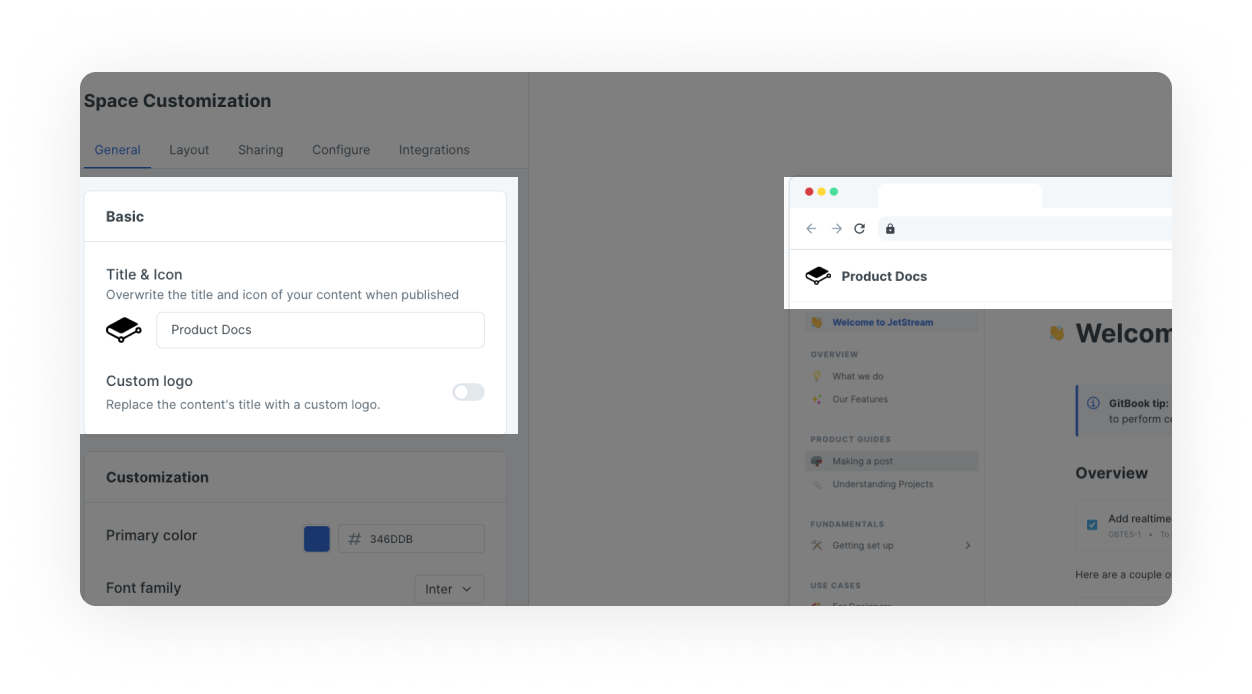 Space Customization
General Layout Sharing Configure Integrations
Basic
Title & Icon
Overwrite the title and icon of your content when published
Product Docs
Custom logo
Replace the content's title with a custom logo.
Customization
Primary color
# 346DDB
Font family
Inter
Product Docs
Welcome to JetStream
OVERVIEW
What we do
Our Features
PRODUCT GUIDES
Making a post
Understanding Projects
FUNDAMENTALS
Getting set up
USE CASES
For Designers
Welcom
GitBook tip:
to perform c
Overview
Add realtime
GBTES-1 • To
Here are a couple o